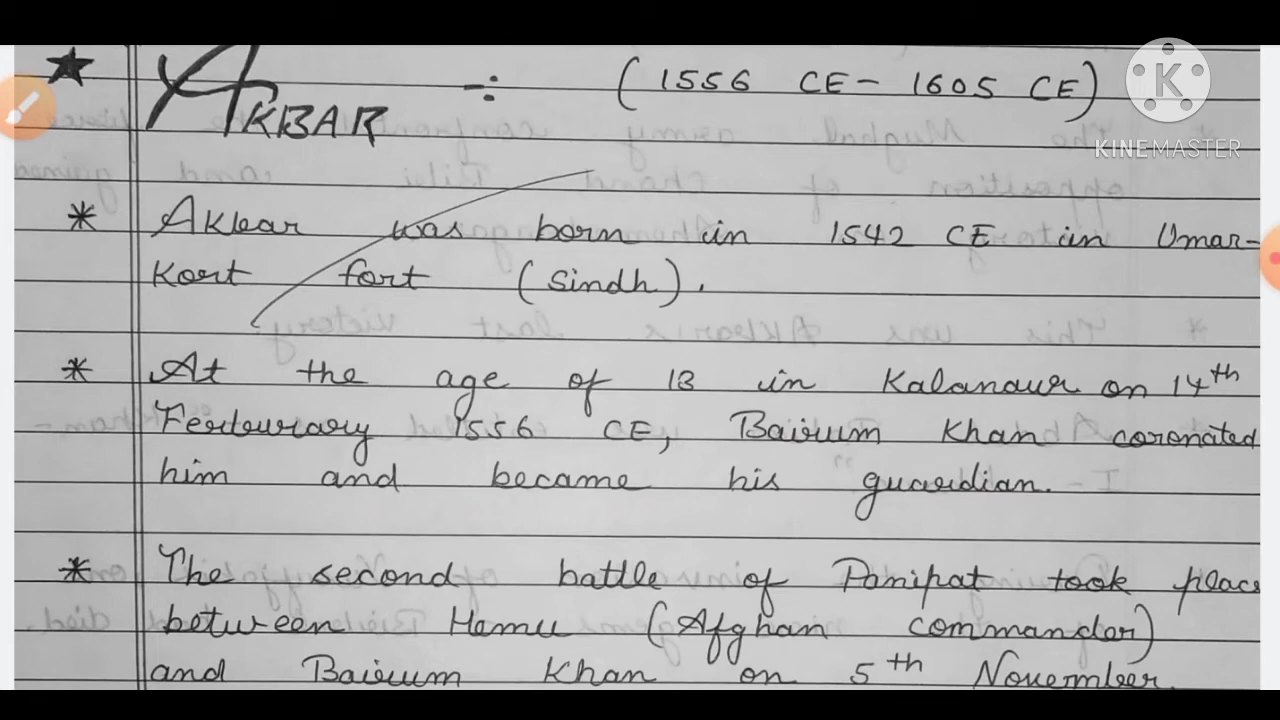 ★ AKBAR -: (1556 CE - 1605 CE)
KINEMASTER
* Akbar was born in 1542 CE in Umar-
Kort fort (Sindh).
* At the age of 13 in Kalanaur on 14th
Ferburary 1556 CE, Bairum Khan coronated
him and became his guardian.
* The second battle of Panipat took place
between Hemu (Afghan commander)
and Bairum Khan on 5th November